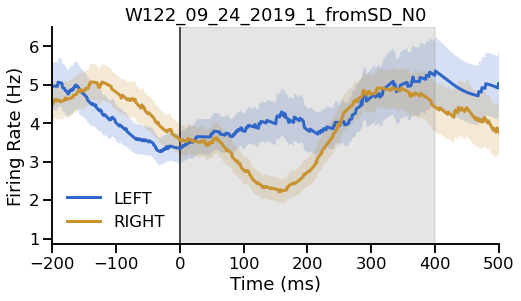 W122_09_24_2019_1_fromSD_N0
Firing Rate (Hz)
6
5
4
3
2
1
LEFT
RIGHT
−200 −100 0 100 200 300 400 500
Time (ms)